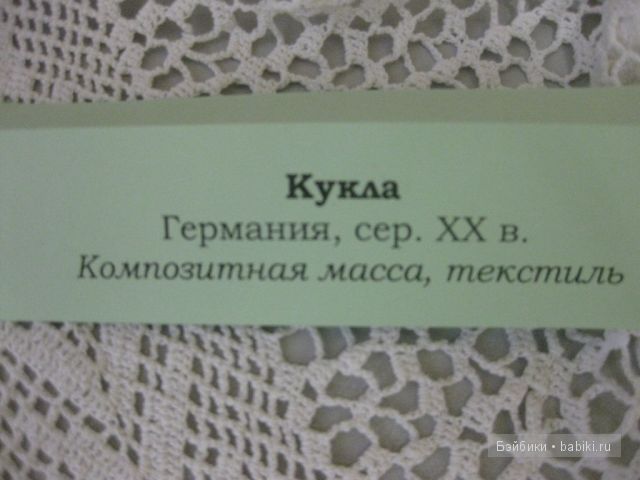 Кукла
Германия, сер. XX в.
Композитная масса, текстиль
Бэйбики • babiki.ru